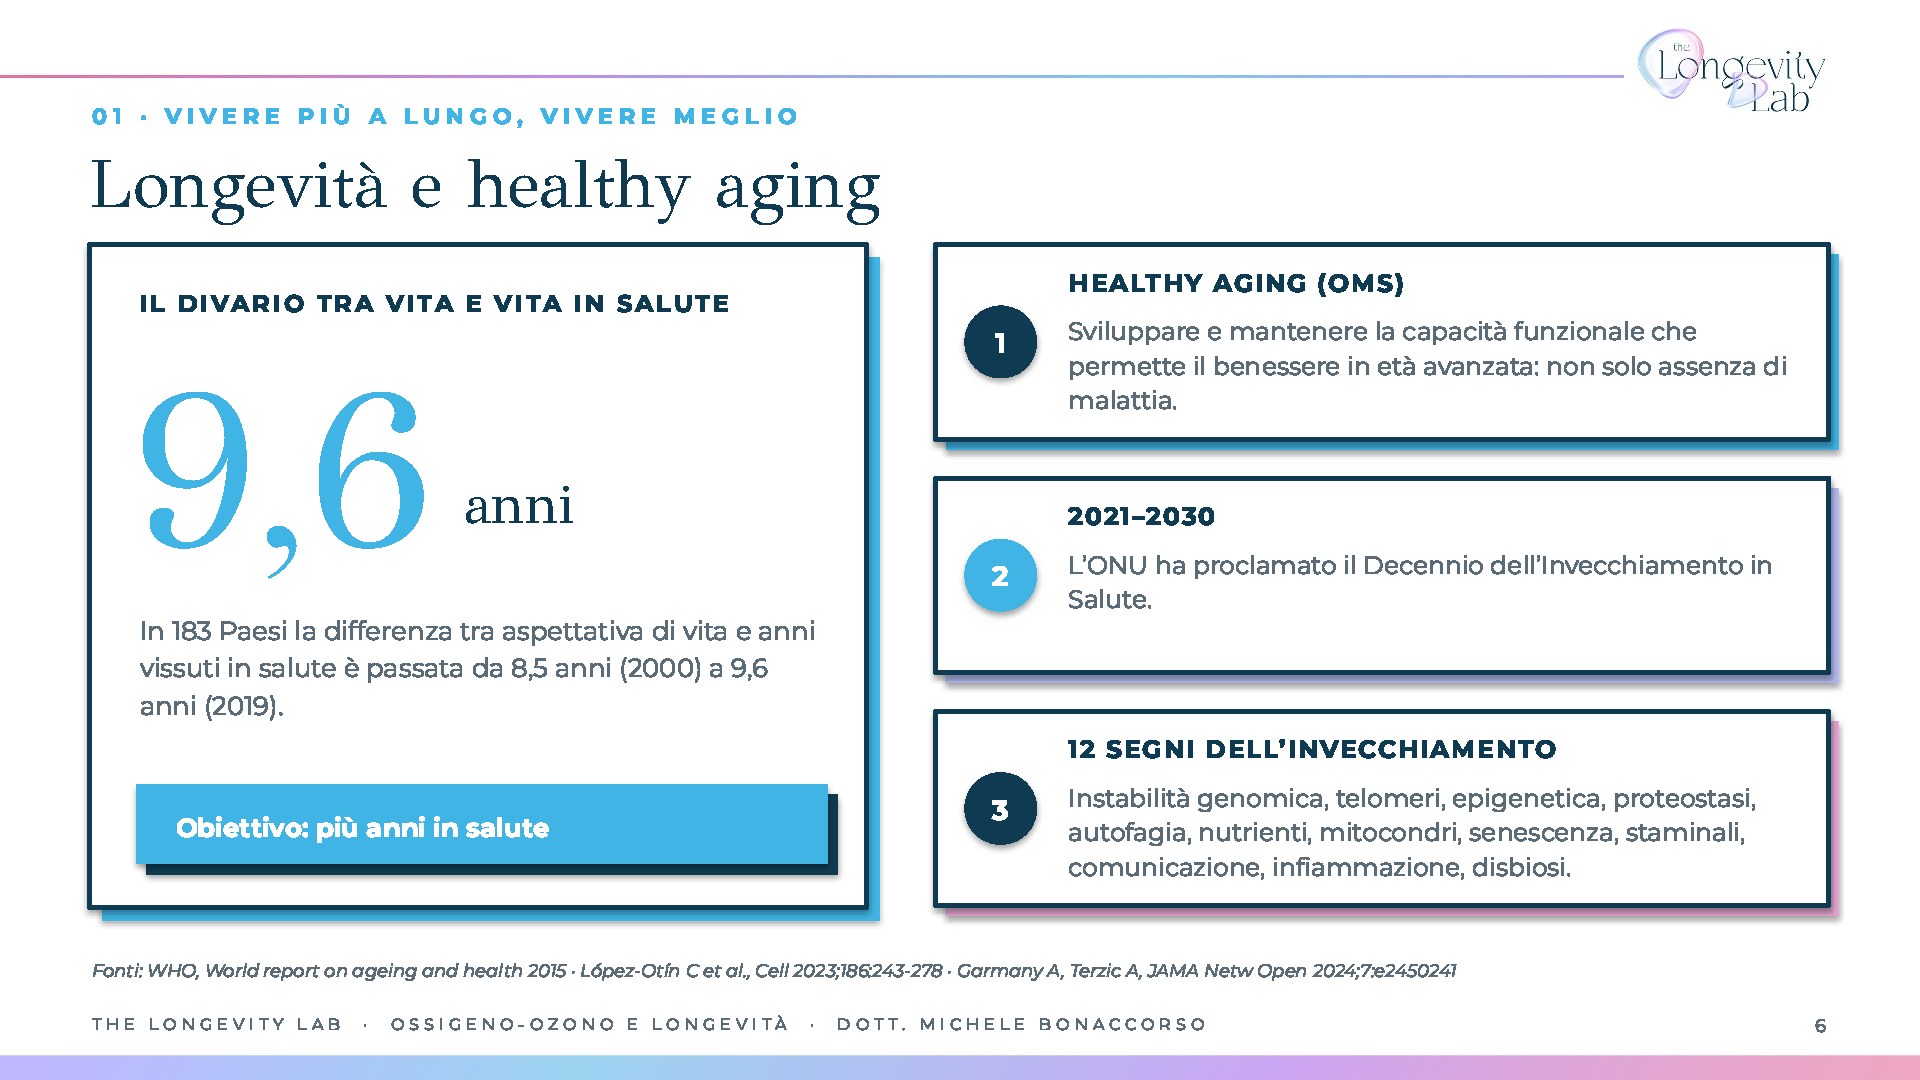 the
Longevity
Lab
01 · VIVERE PIÙ A LUNGO, VIVERE MEGLIO
Longevità e healthy aging
IL DIVARIO TRA VITA E VITA IN SALUTE
9,6 anni
In 183 Paesi la differenza tra aspettativa di vita e anni
vissuti in salute è passata da 8,5 anni (2000) a 9,6
anni (2019).
Obiettivo: più anni in salute
1
HEALTHY AGING (OMS)
Sviluppare e mantenere la capacità funzionale che
permette il benessere in età avanzata: non solo assenza di
malattia.
2
2021–2030
L’ONU ha proclamato il Decennio dell’Invecchiamento in
Salute.
3
12 SEGNI DELL’INVECCHIAMENTO
Instabilità genomica, telomeri, epigenetica, proteostasi,
autofagia, nutrienti, mitocondri, senescenza, staminali,
comunicazione, infiammazione, disbiosi.
Fonti: WHO, World report on ageing and health 2015 · López-Otín C et al., Cell 2023;186:243-278 · Garmany A, Terzic A, JAMA Netw Open 2024;7:e2450241
THE LONGEVITY LAB · OSSIGENO-OZONO E LONGEVITÀ · DOTT. MICHELE BONACCORSO
6